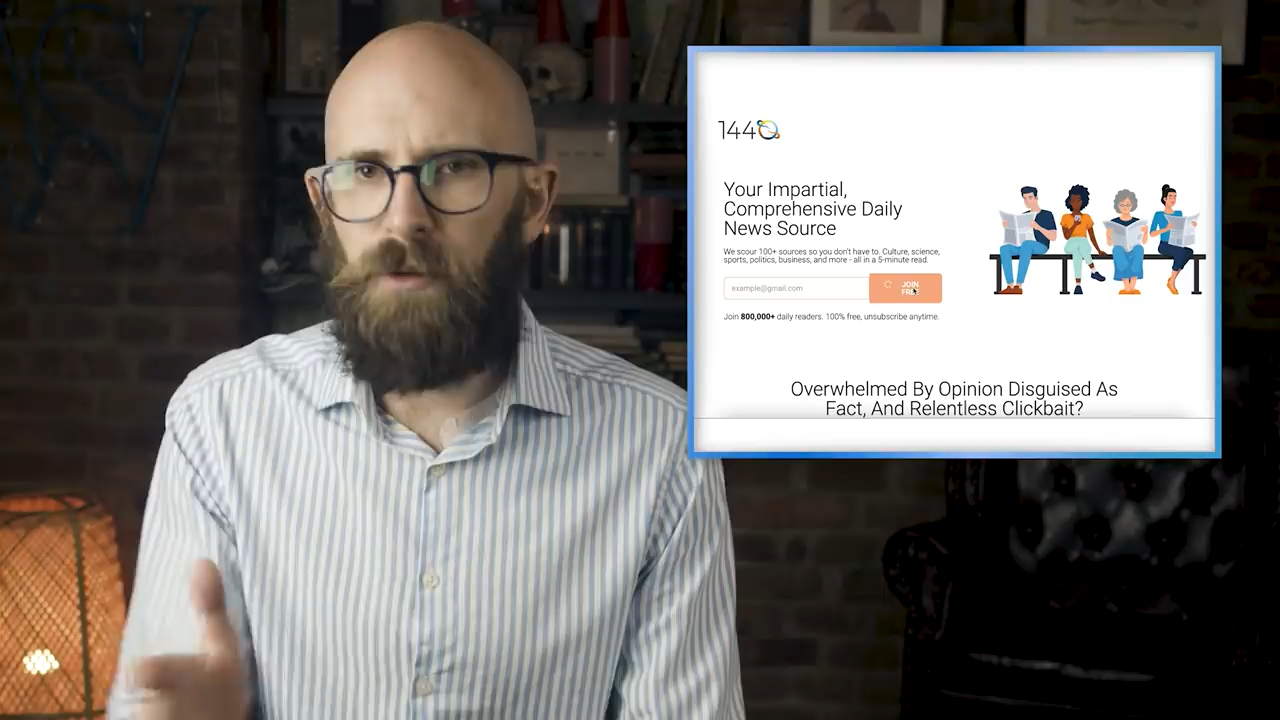 1440
Your Impartial,
Comprehensive Daily
News Source
We scour 100+ sources so you don't have to. Culture, science,
sports, politics, business, and more - all in a 5-minute read.
example@gmail.com
JOIN
FREE
Join 800,000+ daily readers. 100% free, unsubscribe anytime.
Overwhelmed By Opinion Disguised As
Fact, And Relentless Clickbait?